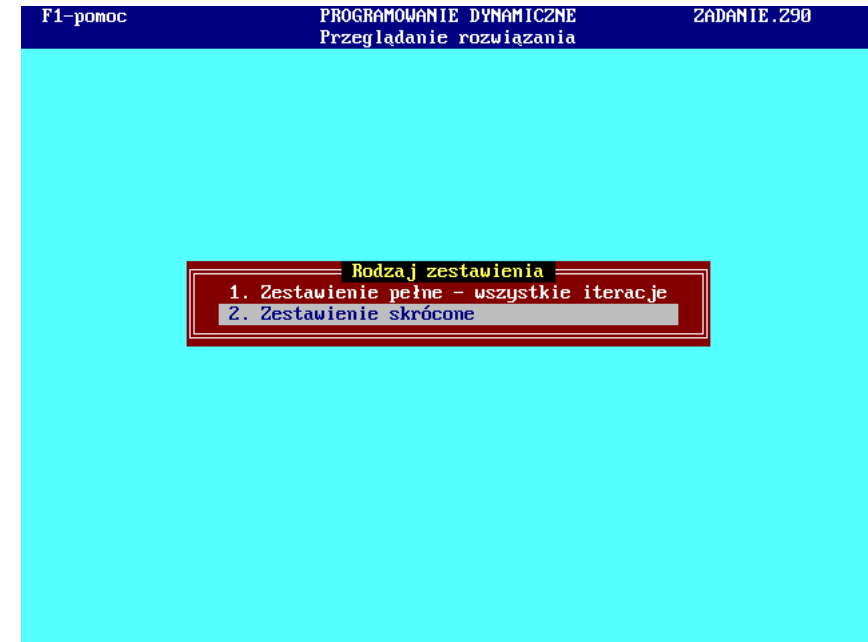 F1-pomoc PROGRAMOWANIE DYNAMICZNE ZADANIE.Z90
Przeglądanie rozwiązania
Rodzaj zestawienia
1. Zestawienie pełne - wszystkie iteracje
2. Zestawienie skrócone